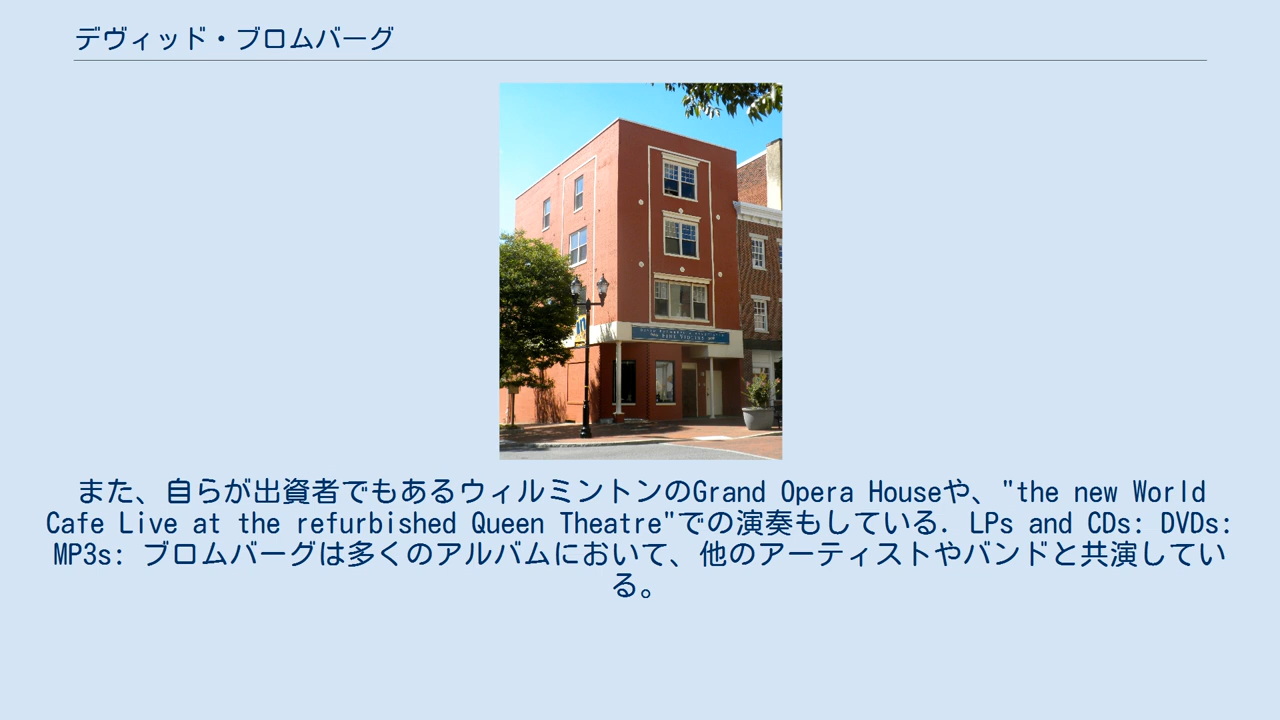 デヴィッド・ブロムバーグ
FINE VIOLINS
また、自らが出資者でもあるウィルミントンのGrand Opera Houseや、"the new World
Cafe Live at the refurbished Queen Theatre"での演奏もしている. LPs and CDs: DVDs:
MP3s: ブロムバーグは多くのアルバムにおいて、他のアーティストやバンドと共演してい
る。